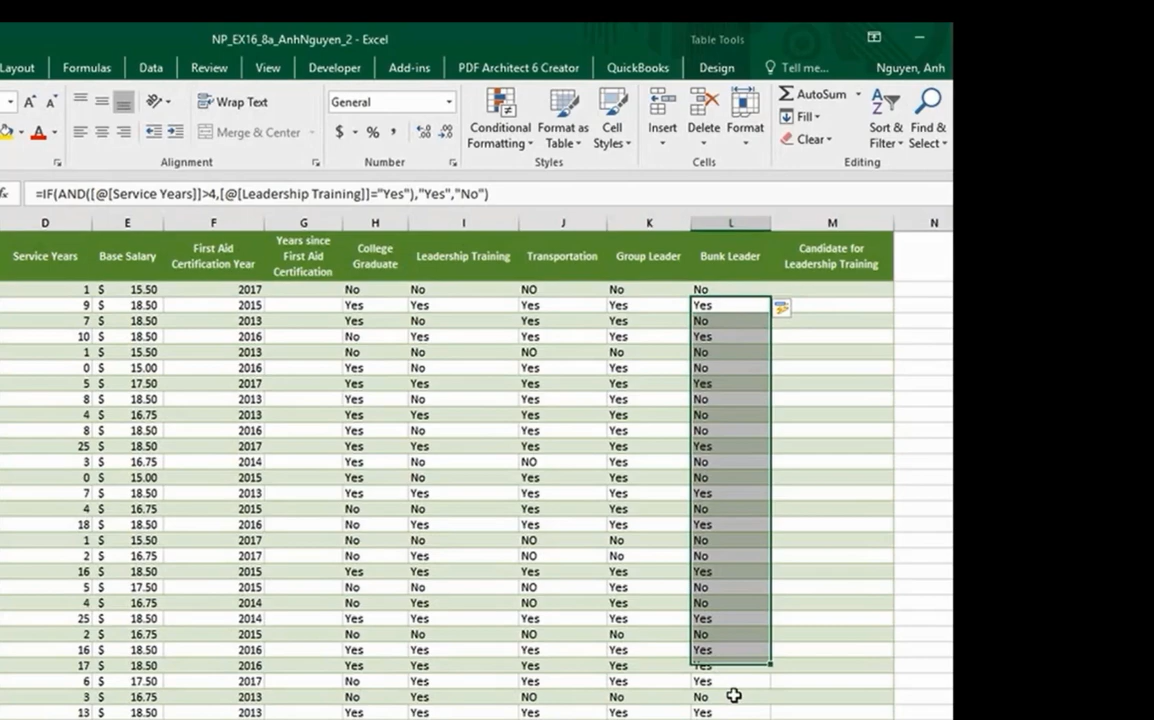 NP_EX16_8a_AnhNguyen_2 - Excel
Table Tools
Layout Formulas Data Review View Developer Add-ins PDF Architect 6 Creator QuickBooks Design Tell me... Nguyen, Anh
A A Wrap Text General Conditional Formatting Format as Table Cell Styles Insert Delete Format AutoSum Fill Clear Sort & Filter Find & Select
A Merge & Center $ % ,
Alignment Number Styles Cells Editing
fx =IF(AND([@[Service Years]]>4,[@[Leadership Training]]="Yes"),"Yes","No")
D E F G H I J K L M N
Service Years Base Salary First Aid Certification Year Years since First Aid Certification College Graduate Leadership Training Transportation Group Leader Bunk Leader Candidate for Leadership Training
1 $ 15.50 2017 No No NO No No
9 $ 18.50 2015 Yes Yes Yes Yes Yes
7 $ 18.50 2013 Yes No Yes Yes No
10 $ 18.50 2016 No Yes Yes Yes Yes
1 $ 15.50 2013 No No NO No No
0 $ 15.00 2016 Yes No Yes Yes No
5 $ 17.50 2017 Yes Yes Yes Yes Yes
8 $ 18.50 2013 Yes No Yes Yes No
4 $ 16.75 2013 Yes Yes Yes Yes No
8 $ 18.50 2016 Yes No Yes Yes No
25 $ 18.50 2017 Yes Yes Yes Yes Yes
3 $ 16.75 2014 Yes No NO Yes No
0 $ 15.00 2015 Yes No Yes Yes No
7 $ 18.50 2013 Yes Yes Yes Yes Yes
4 $ 16.75 2015 No No Yes Yes No
18 $ 18.50 2016 No Yes Yes Yes Yes
1 $ 15.50 2017 No No NO No No
2 $ 16.75 2017 No Yes NO No No
16 $ 18.50 2015 Yes Yes Yes Yes Yes
5 $ 17.50 2015 No No NO Yes No
4 $ 16.75 2014 No Yes NO Yes No
25 $ 18.50 2014 Yes Yes Yes Yes Yes
2 $ 16.75 2015 No No NO Yes No
16 $ 18.50 2016 Yes Yes Yes Yes Yes
17 $ 18.50 2016 Yes Yes Yes Yes Yes
6 $ 17.50 2017 No Yes Yes Yes Yes
3 $ 16.75 2013 No Yes NO No No
13 $ 18.50 2013 Yes Yes Yes Yes Yes